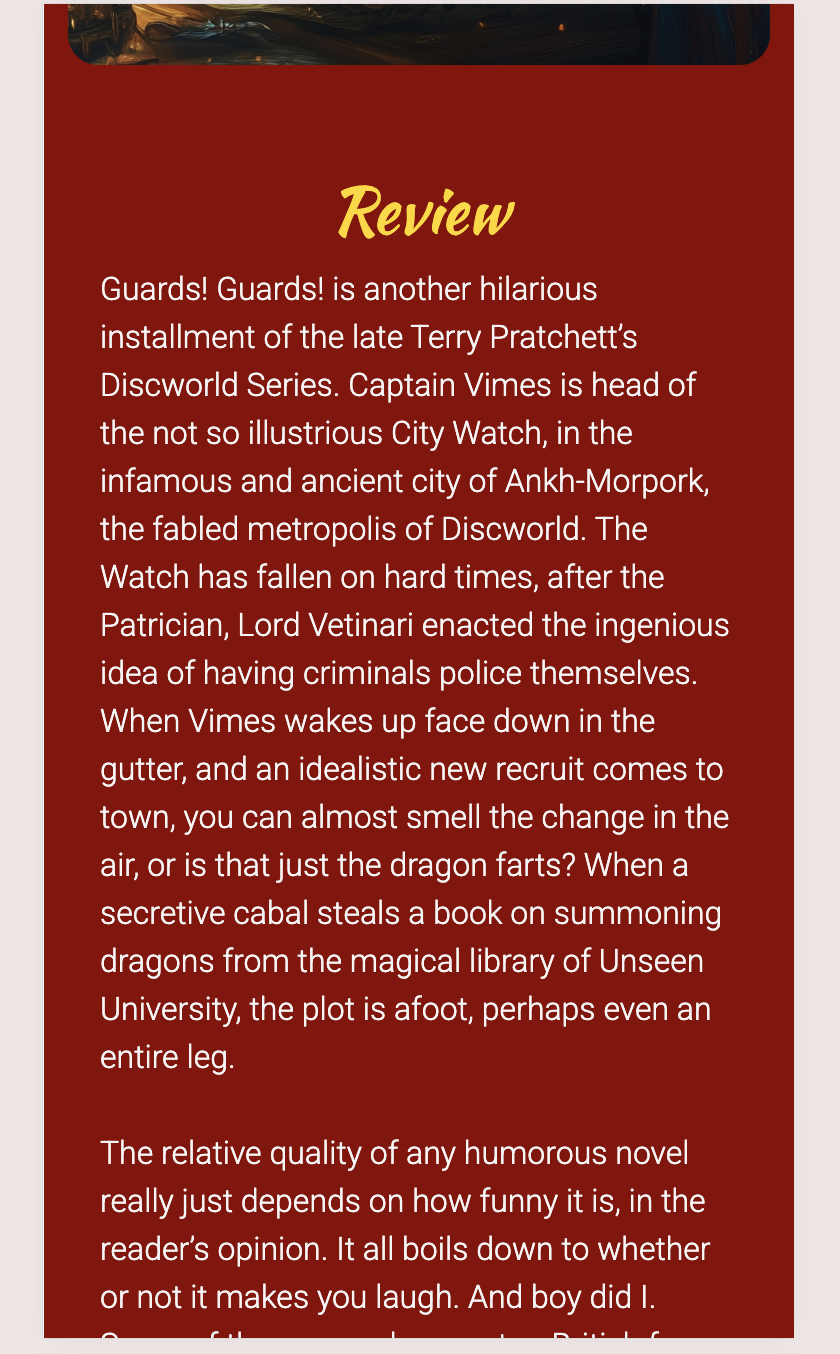 Review
Guards! Guards! is another hilarious
installment of the late Terry Pratchett’s
Discworld Series. Captain Vimes is head of
the not so illustrious City Watch, in the
infamous and ancient city of Ankh-Morpork,
the fabled metropolis of Discworld. The
Watch has fallen on hard times, after the
Patrician, Lord Vetinari enacted the ingenious
idea of having criminals police themselves.
When Vimes wakes up face down in the
gutter, and an idealistic new recruit comes to
town, you can almost smell the change in the
air, or is that just the dragon farts? When a
secretive cabal steals a book on summoning
dragons from the magical library of Unseen
University, the plot is afoot, perhaps even an
entire leg.
The relative quality of any humorous novel
really just depends on how funny it is, in the
reader’s opinion. It all boils down to whether
or not it makes you laugh. And boy did I.